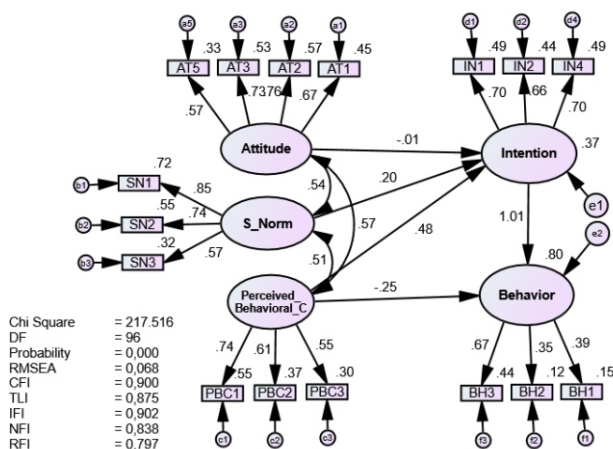 a5 a3 a2 a1 d1 d2 d4
.33 .53 .57 .45 .49 .44 .49
AT5 AT3 AT2 AT1 IN1 IN2 IN4
.57 .73 .76 .67 .70 .66 .70
Attitude -.01 Intention .37
b1 SN1 .72 .85
.54 .20 e1
b2 SN2 .55 .74 S_Norm .57 1.01 e2
b3 SN3 .32 .57 .51 .48 .80
Perceived_
Behavioral_C -.25 Behavior
.74 .61 .55 .67 .35 .39
.55 .37 .30 .44 .12 .15
PBC1 PBC2 PBC3 BH3 BH2 BH1
c1 c2 c3 f3 f2 f1
Chi Square = 217.516
DF = 96
Probability = 0,000
RMSEA = 0,068
CFI = 0,900
TLI = 0,875
IFI = 0,902
NFI = 0,838
RFI = 0.797